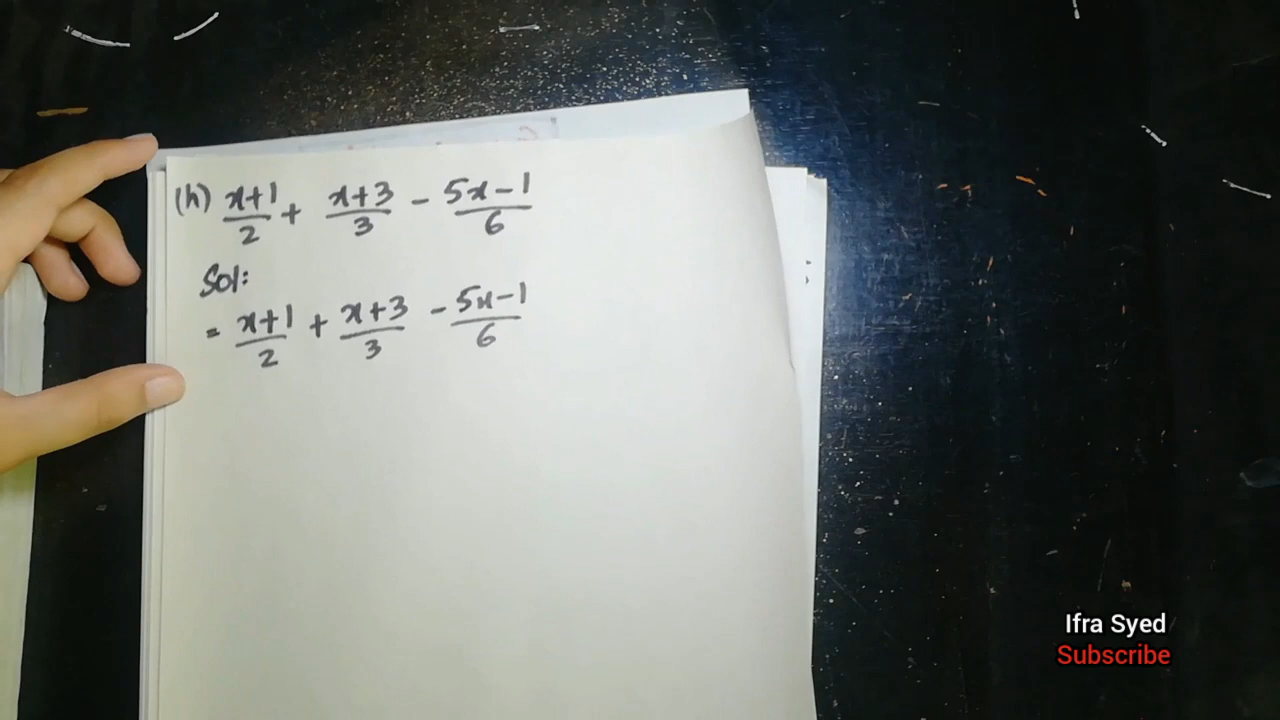 (h) x+1/2 + x+3/3 - 5x-1/6
Sol:
= x+1/2 + x+3/3 - 5x-1/6
Ifra Syed
Subscribe